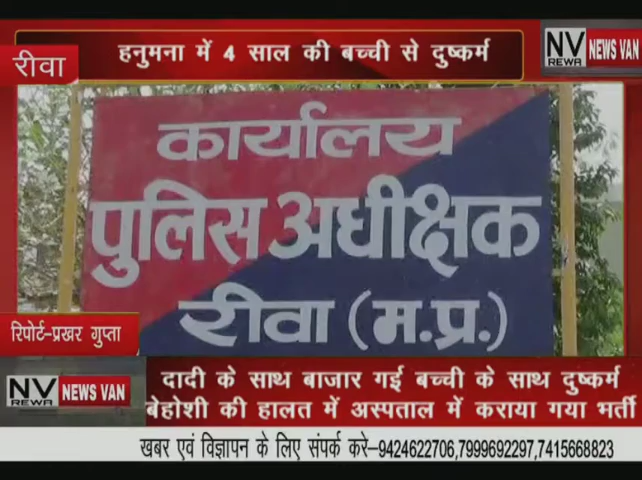 हनुमना में 4 साल की बच्ची से दुष्कर्म
NV NEWS VAN
REWA
रीवा
कार्यालय
पुलिस अधीक्षक
रीवा (म.प्र.)
रिपोर्ट-प्रखर गुप्ता
NV NEWS VAN
REWA
दादी के साथ बाजार गई बच्ची के साथ दुष्कर्म
बेहोशी की हालत में अस्पताल में कराया गया भर्ती
खबर एवं विज्ञापन के लिए संपर्क करे-9424622706,7999692297,7415668823